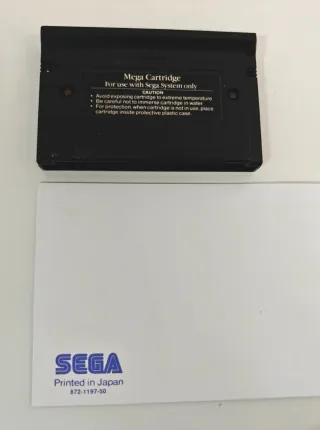 Mega Cartridge
For use with Sega System only
CAUTION
• Avoid exposing cartridge to extreme temperature
• Be careful not to immerse cartridge in water
• For protection, when cartridge is not in use, place
cartridge inside protective plastic case.
SEGA
Printed in Japan
672-1197-50